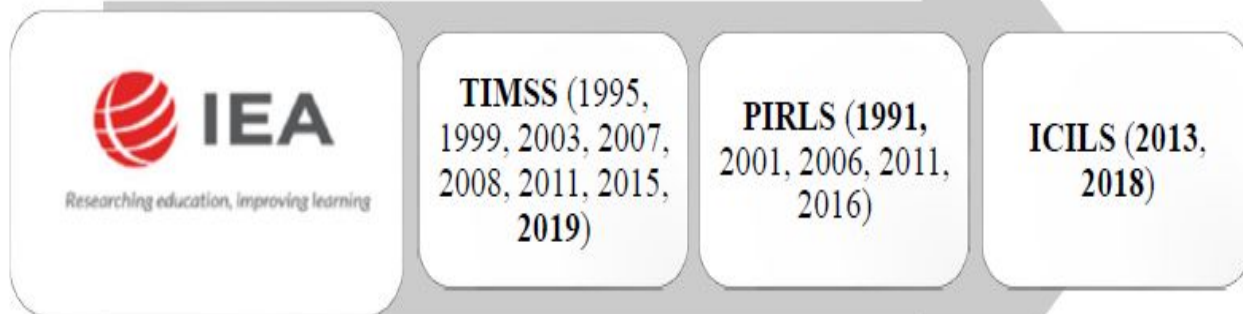 IEA
Researching education, improving learning
TIMSS (1995,
1999, 2003, 2007,
2008, 2011, 2015,
2019)
PIRLS (1991,
2001, 2006, 2011,
2016)
ICILS (2013,
2018)